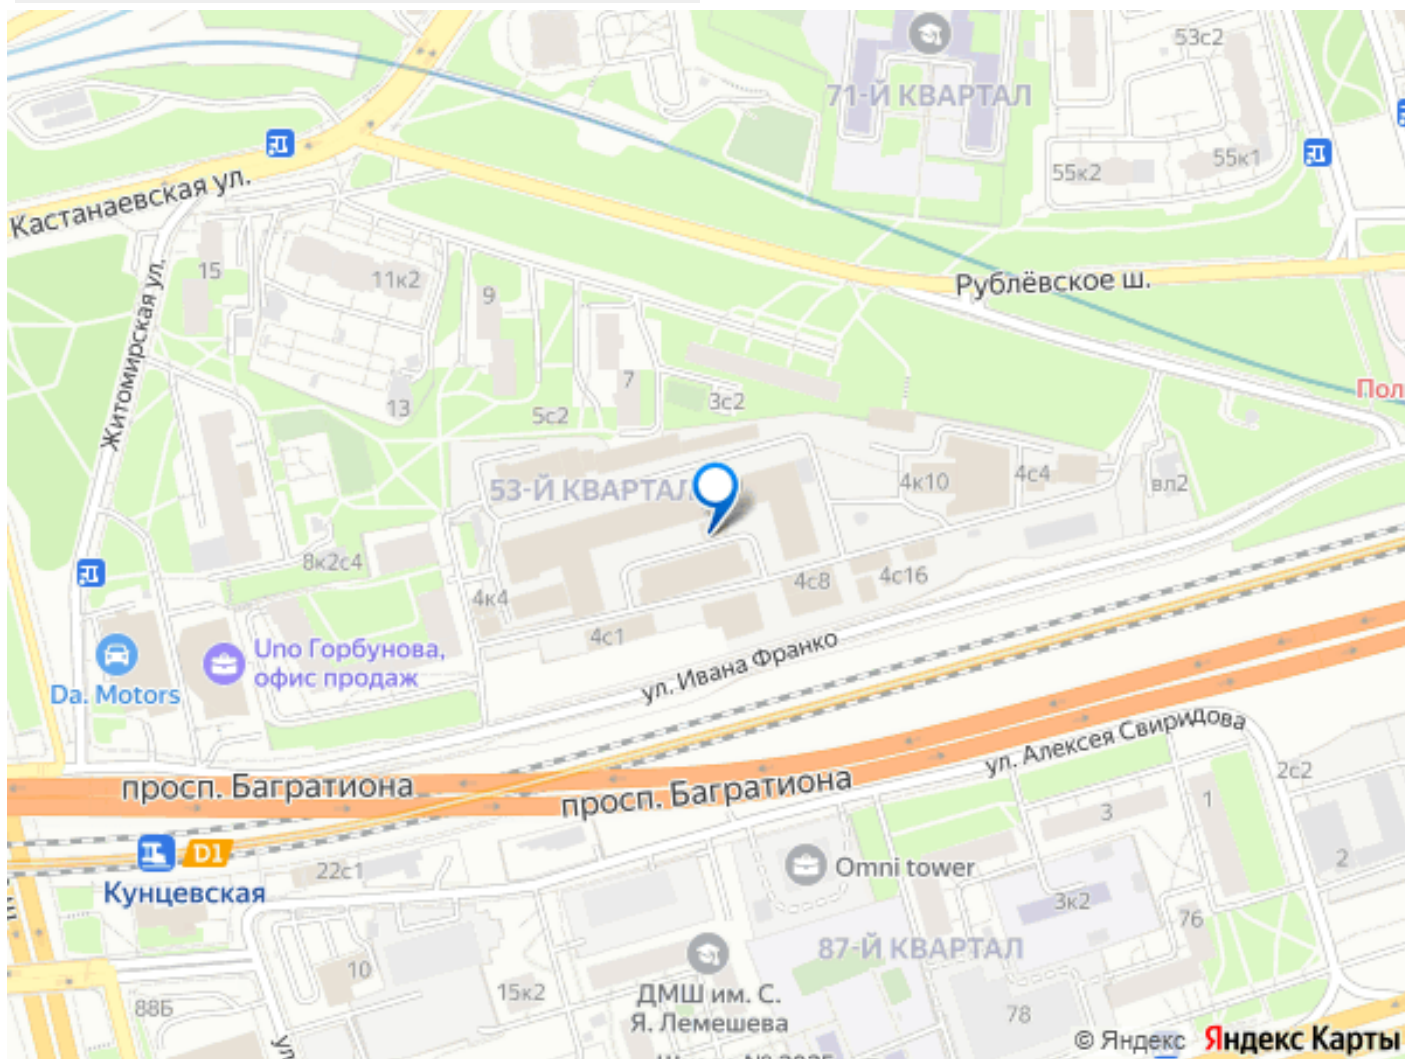 53с2
71-Й КВАРТАЛ
55к1
55к2
Кастанаевская ул.
15
11к2
9
Рублёвское ш.
Житомирская ул.
7
13
3с2
5с2
Пол
53-Й КВАРТАЛ
4к10
4с4
вл2
8к2с4
4с8
4с16
4к4
4с1
Uno Горбунова,
офис продаж
Da. Motors
ул. Ивана Франко
ул. Алексея Свиридова
просп. Багратиона
просп. Багратиона
2с2
3
1
D1
22с1
Omni tower
2
Кунцевская
3к2
76
87-Й КВАРТАЛ
10
15к2
ДМШ им. С.
Я. Лемешева
88Б
78
ул
© Яндекс Яндекс Карты